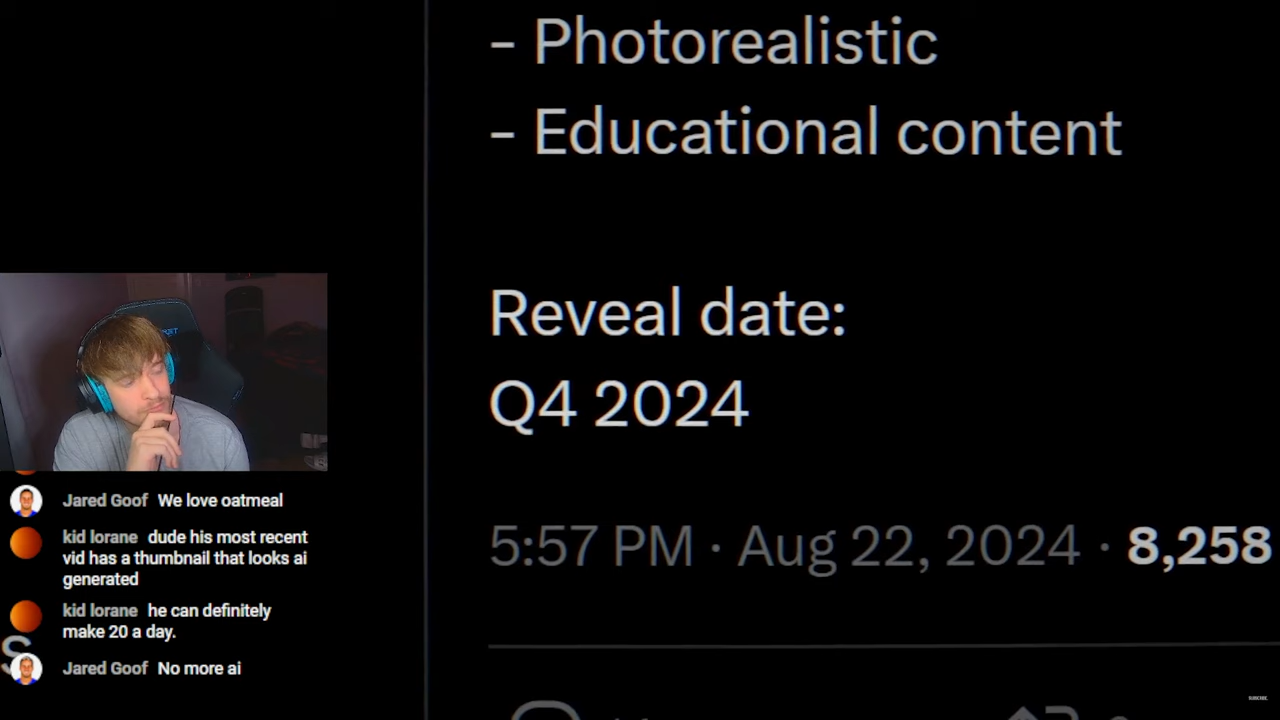 - Photorealistic
- Educational content
Reveal date:
Q4 2024
5:57 PM · Aug 22, 2024 · 8,258
Jared Goof We love oatmeal
kid lorane dude his most recent
vid has a thumbnail that looks ai
generated
kid lorane he can definitely
make 20 a day.
Jared Goof No more ai
SUBSCRIBE